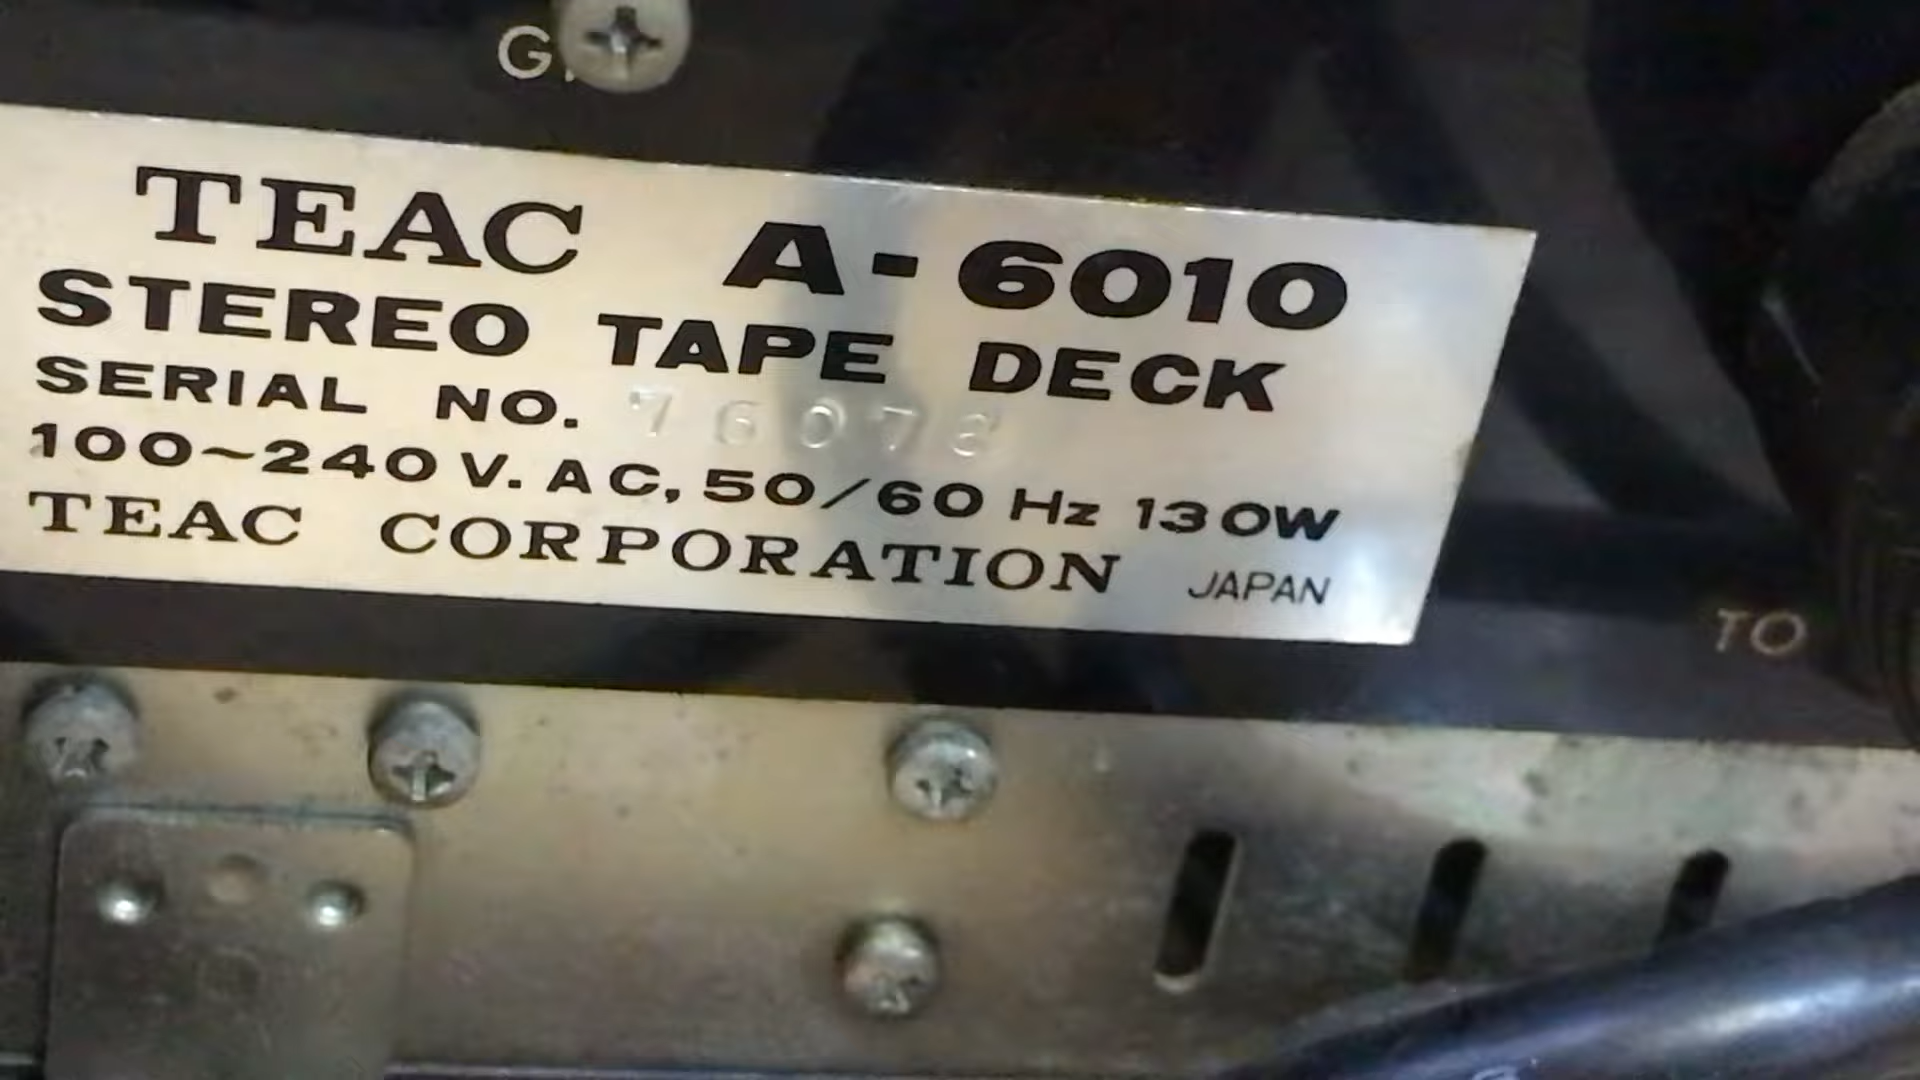 TEAC A-6010
STEREO TAPE DECK
SERIAL NO.
100~240 V. AC, 50/60 Hz 130W
TEAC CORPORATION JAPAN
TO